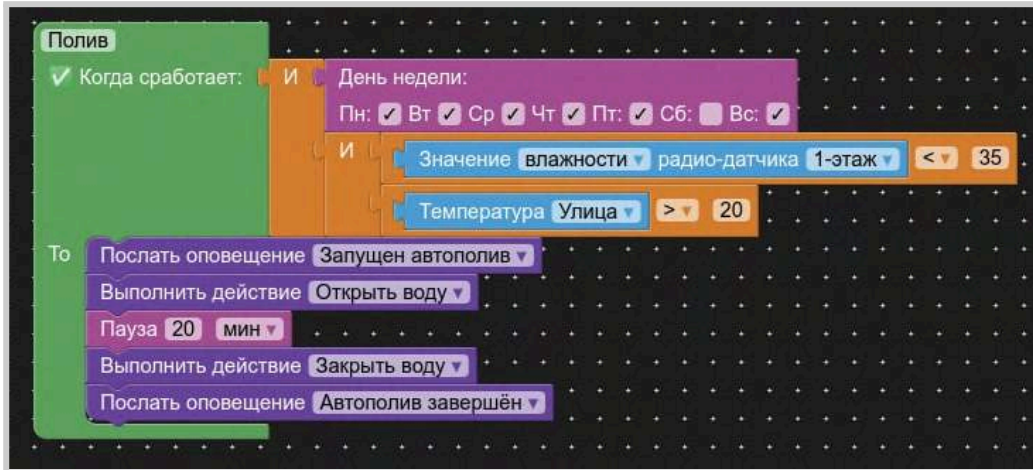 Полив
Когда сработает: И День недели:
Пн: Вт Ср Чт Пт: Сб: Вс:
И Значение влажности радио-датчика 1-этаж < 35
Температура Улица > 20
То Послать оповещение Запущен автополив
Выполнить действие Открыть воду
Пауза 20 мин
Выполнить действие Закрыть воду
Послать оповещение Автополив завершён